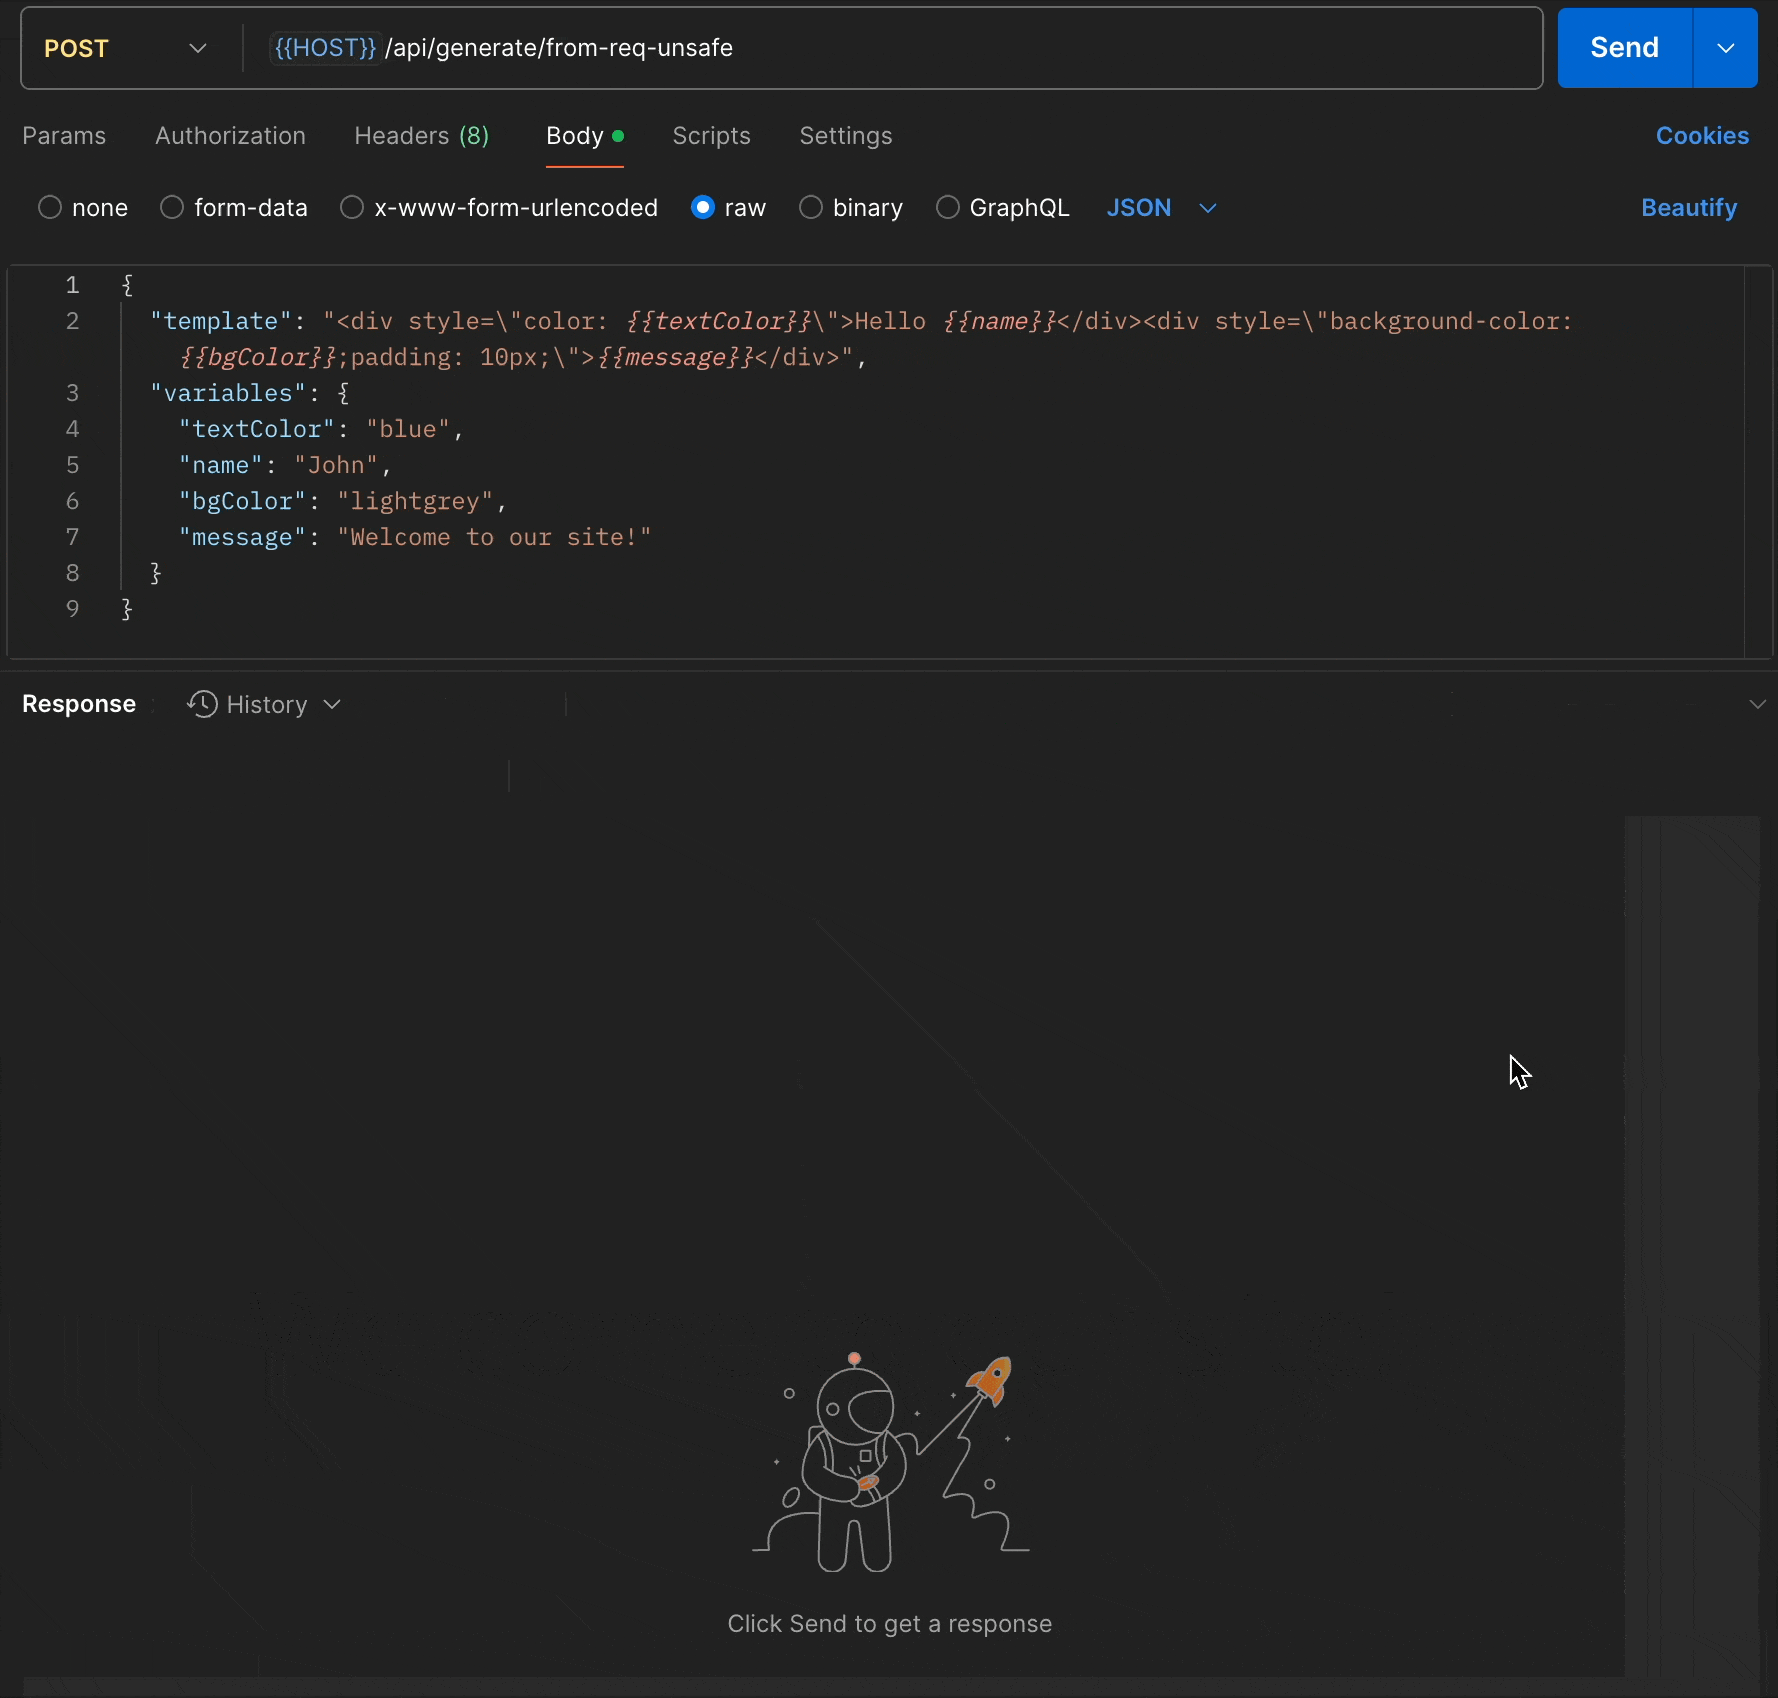 POST {{HOST}} /api/generate/from-req-unsafe Send
Params Authorization Headers (8) Body Scripts Settings Cookies
none form-data x-www-form-urlencoded raw binary GraphQL JSON Beautify
1 {
2 "template": "<div style=\"color: {{textColor}}\">Hello {{name}}</div><div style=\"background-color:
{{bgColor}};padding: 10px;\">{{message}}</div>",
3 "variables": {
4 "textColor": "blue",
5 "name": "John",
6 "bgColor": "lightgrey",
7 "message": "Welcome to our site!"
8 }
9 }
Response History
Click Send to get a response